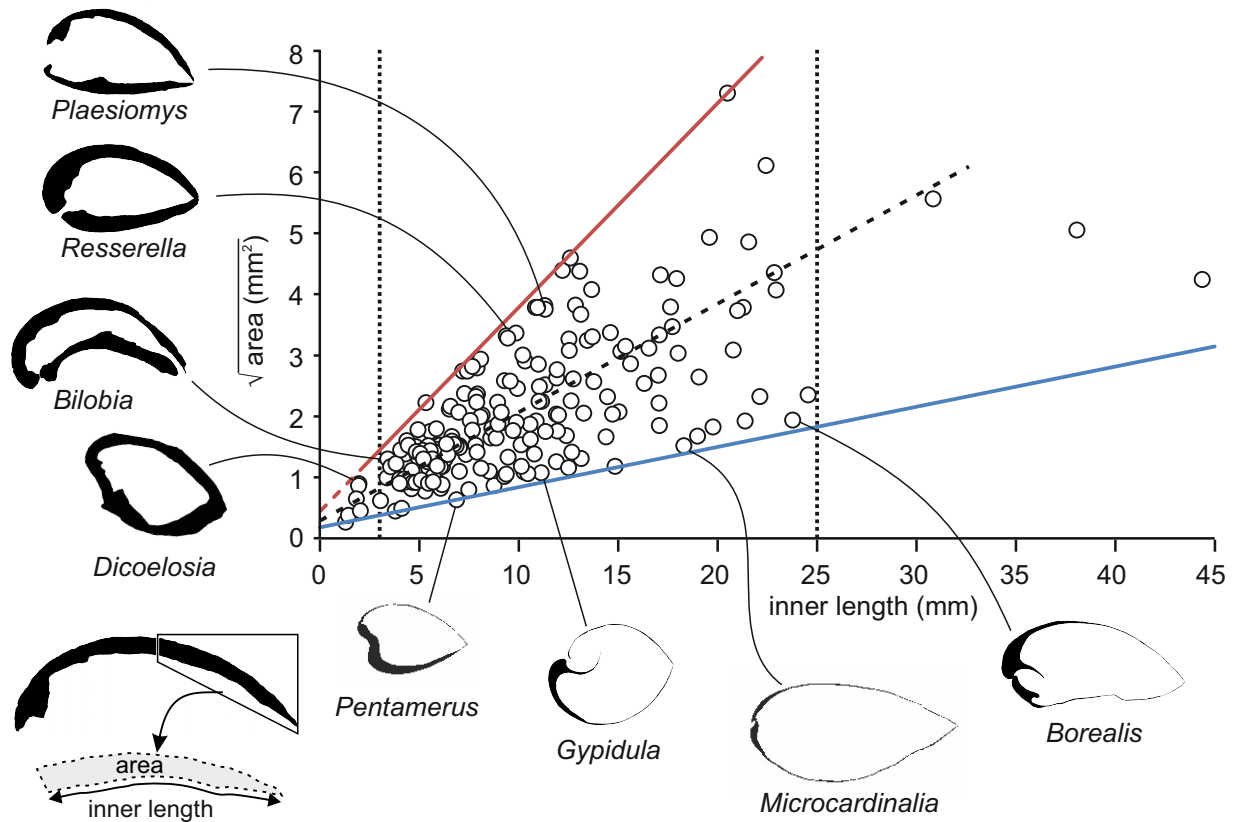 Plaesiomys
Resserella
Bilobia
Dicoelosia
√area (mm²)
8
7
6
5
4
3
2
1
0
0 5 10 15 20 25 30 35 40 45
inner length (mm)
Pentamerus
Gypidula
Microcardinalia
Borealis
area
inner length